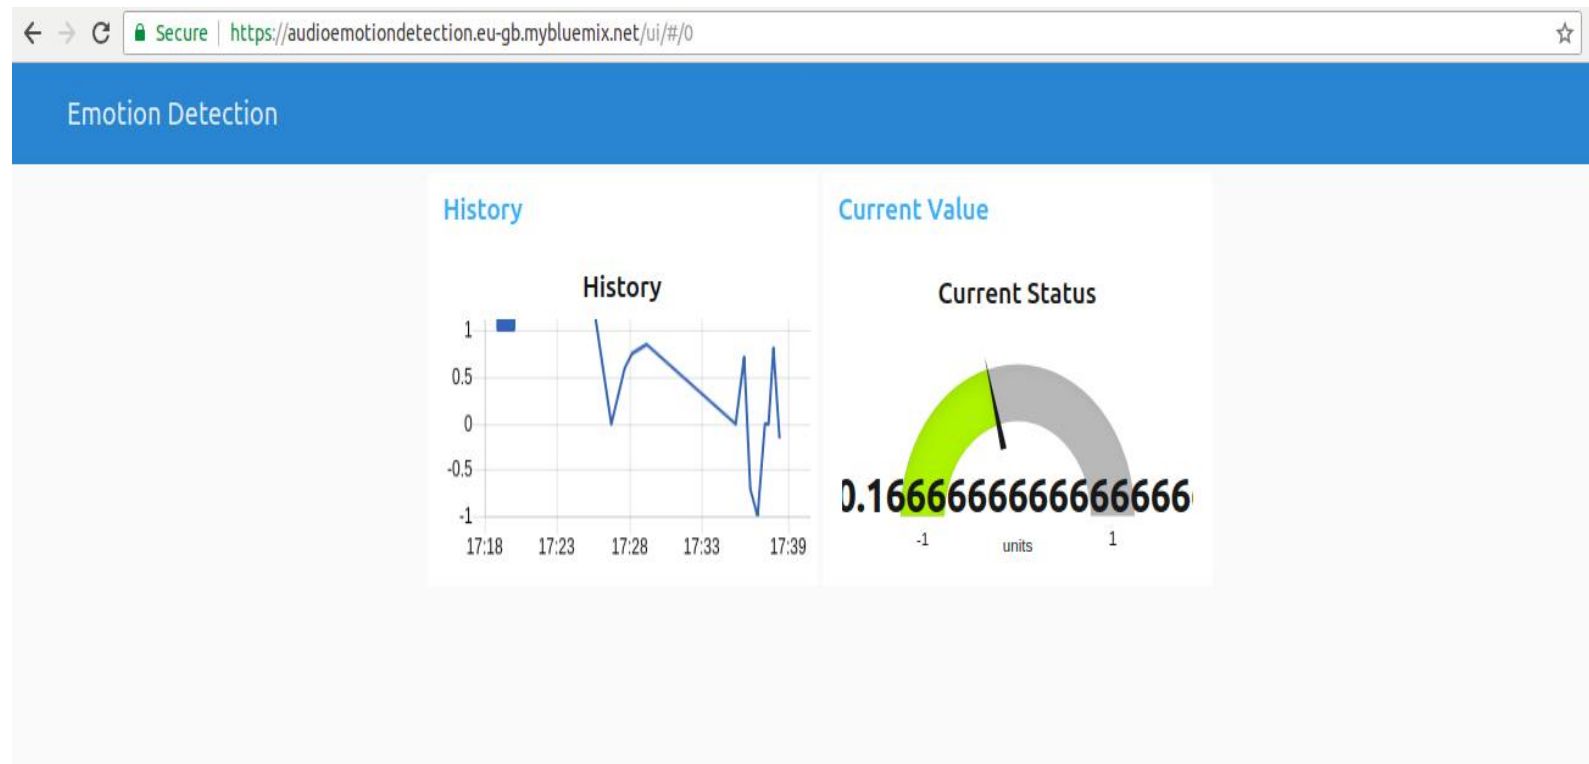 Secure https://audioemotiondetection.eu-gb.mybluemix.net/ui/#/0
Emotion Detection
History
History
1
0.5
0
-0.5
-1
17:18 17:23 17:28 17:33 17:39
Current Value
Current Status
0.1666666666666666
-1 units 1